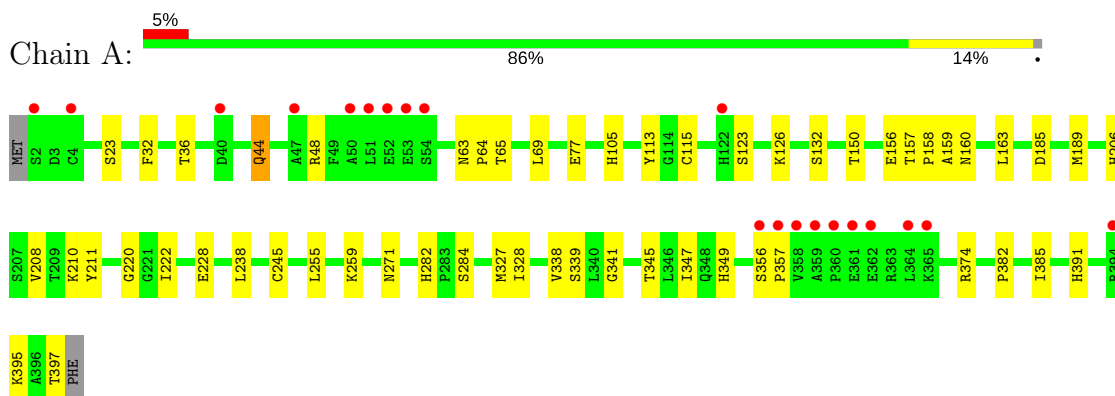 5%
Chain A:
86% 14% •
MET S2 D3 C4 S23 F32 T36 D40 Q44 A47 R48 F49 A50 L51 E52 E53 S54 N63 P64 T65 L69 E77 H105 Y113 G114 C115 H122 S123 K126 S132 T150 E156 T157 P158 A159 N160 L163 D185 M189 H206
S207 V208 T209 K210 Y211 G220 G221 I222 E228 L238 C245 L255 K259 N271 H282 P283 S284 M327 I328 V338 S339 L340 G341 T345 L346 I347 Q348 H349 S356 P357 V358 A359 P360 E361 E362 R363 L364 K365 R374 P382 I385 H391
K395 A396 T397 PHE